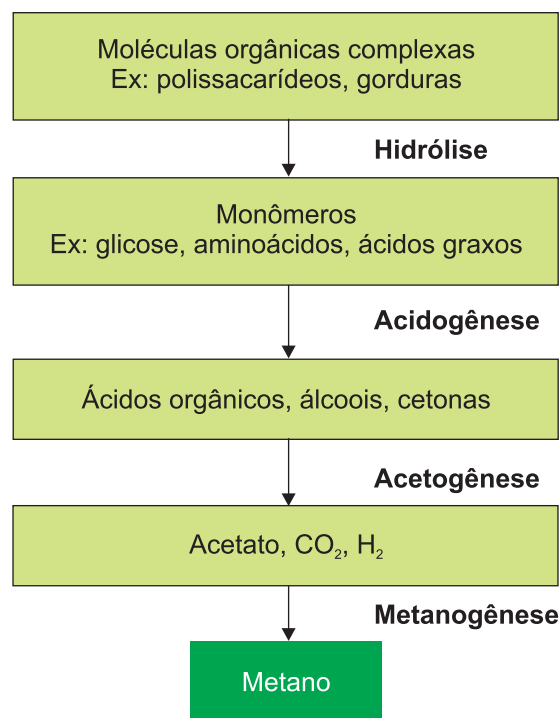 Moléculas orgânicas complexas
Ex: polissacarídeos, gorduras
Hidrólise
Monômeros
Ex: glicose, aminoácidos, ácidos graxos
Acidogênese
Ácidos orgânicos, álcoois, cetonas
Acetogênese
Acetato, CO₂, H₂
Metanogênese
Metano